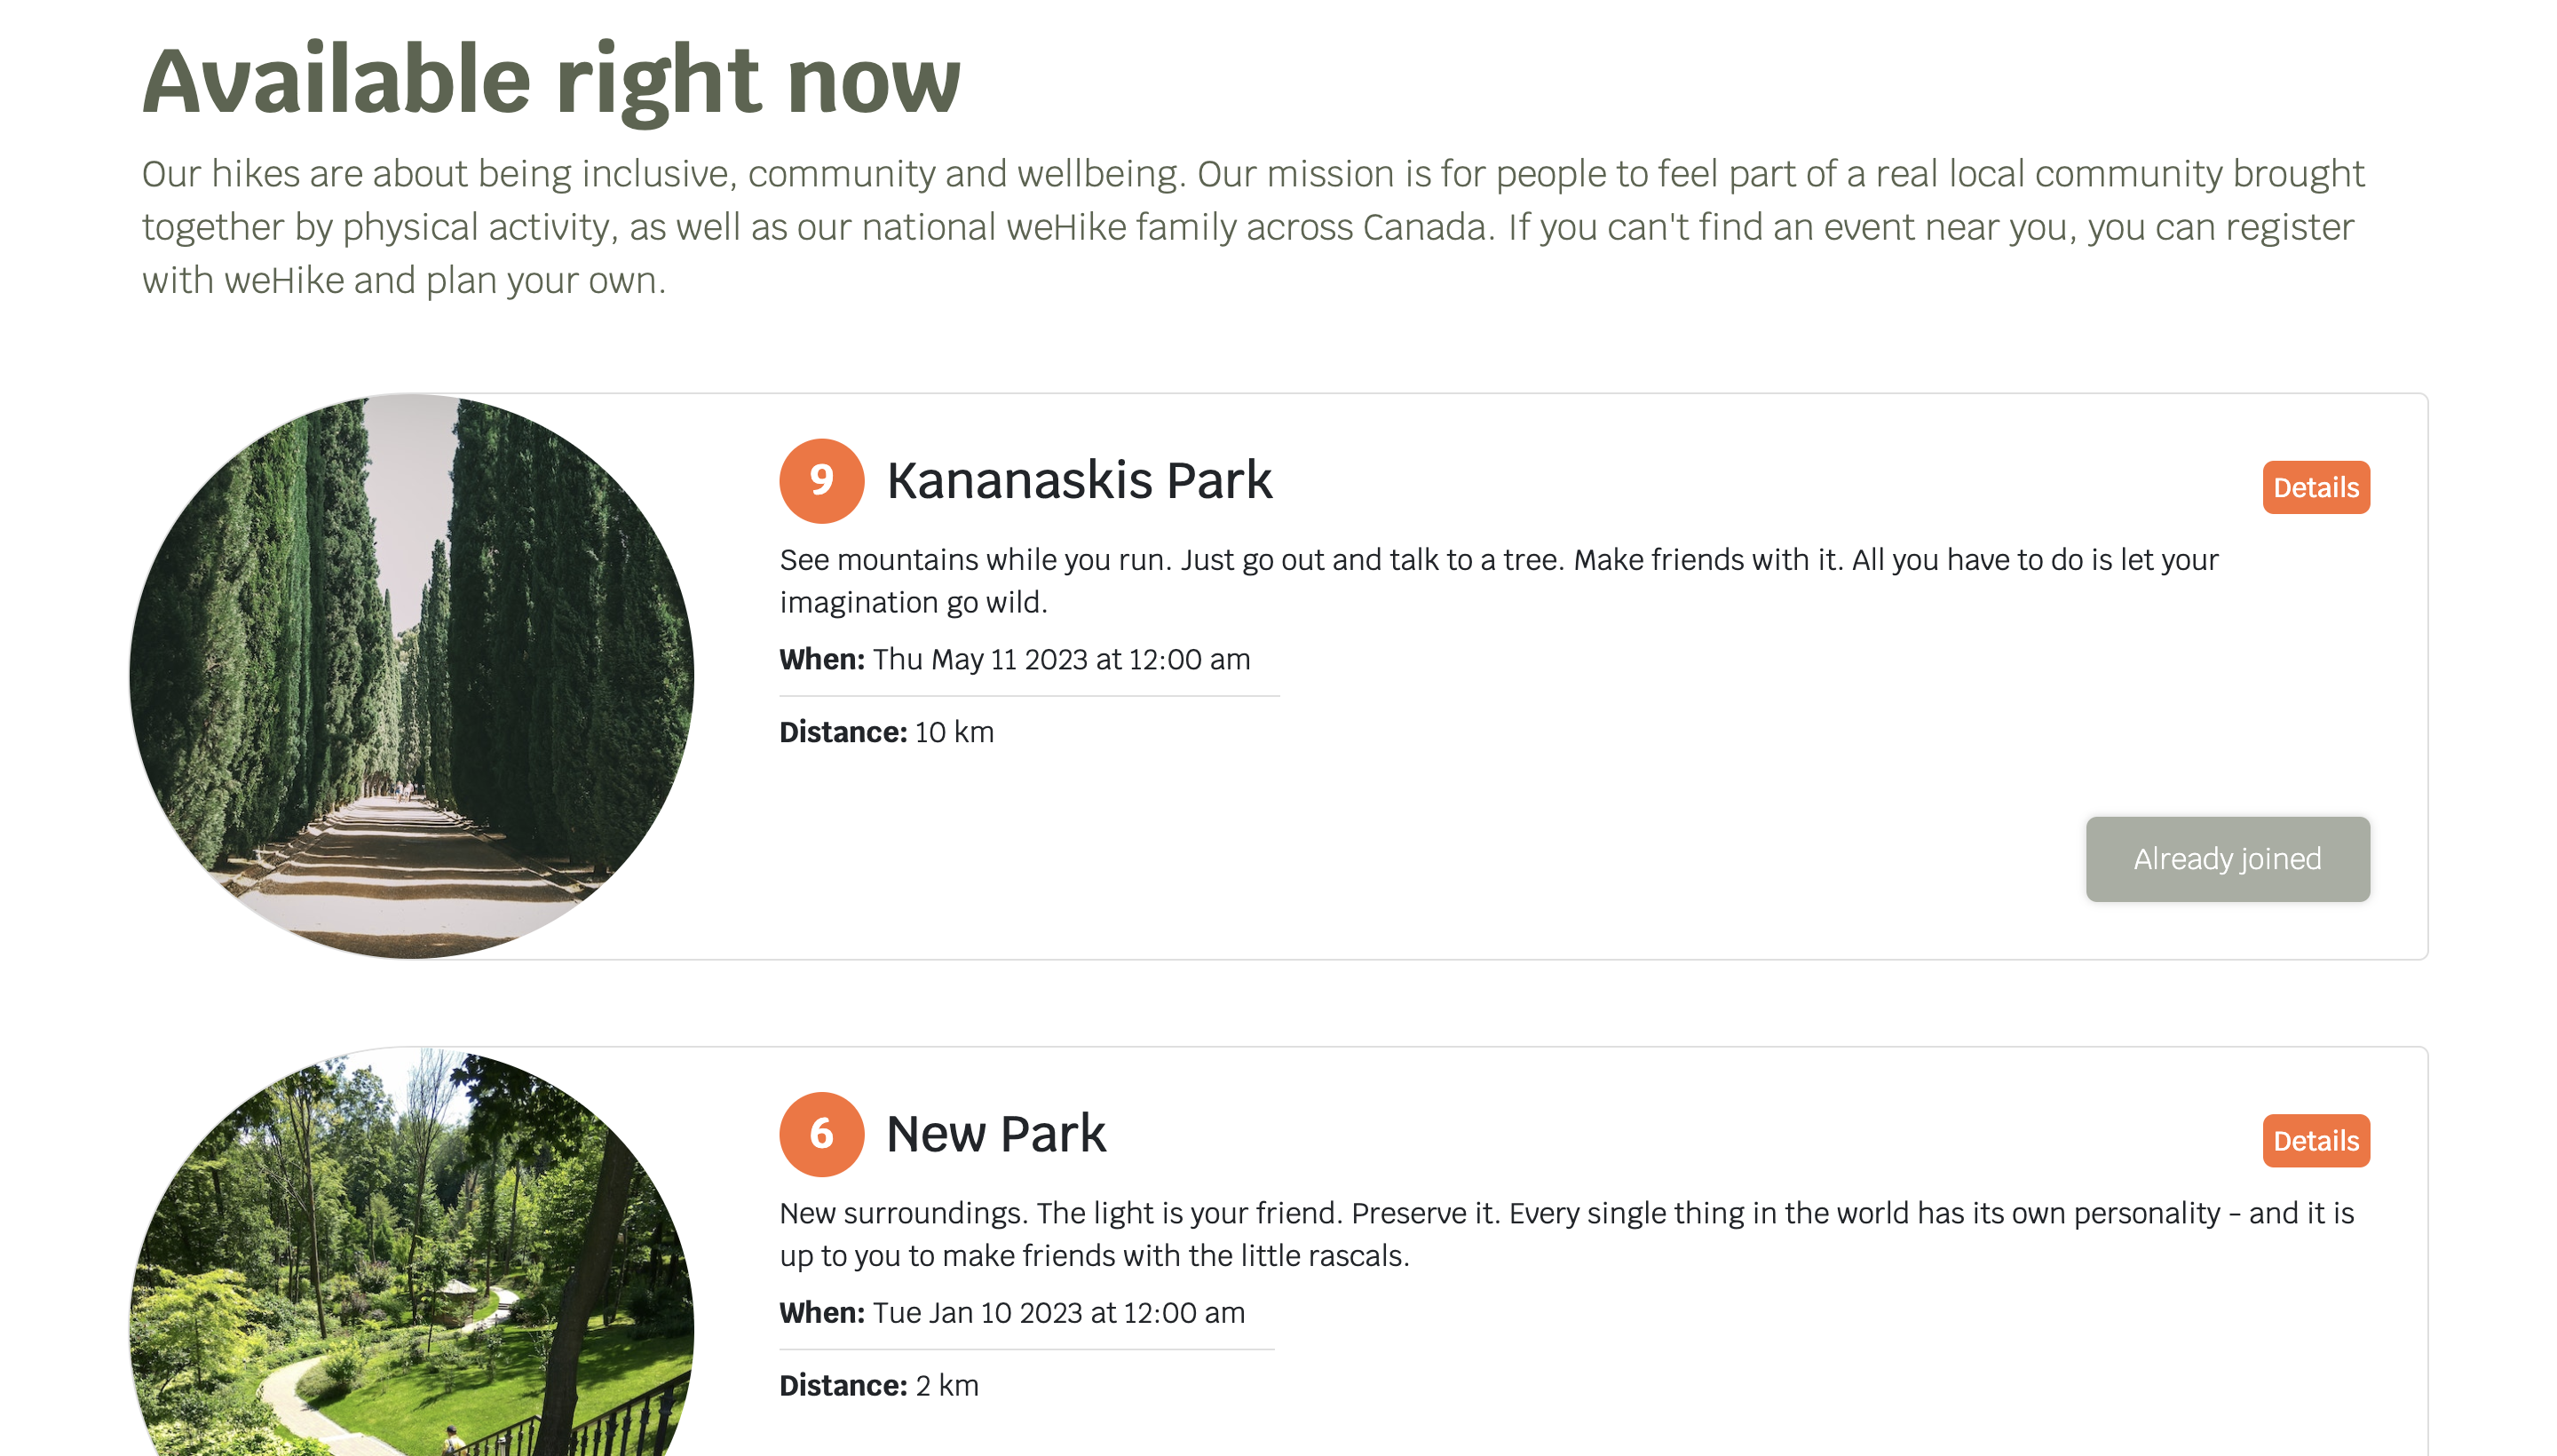 Available right now
Our hikes are about being inclusive, community and wellbeing. Our mission is for people to feel part of a real local community brought
together by physical activity, as well as our national weHike family across Canada. If you can't find an event near you, you can register
with weHike and plan your own.
9 Kananaskis Park
Details
See mountains while you run. Just go out and talk to a tree. Make friends with it. All you have to do is let your
imagination go wild.
When: Thu May 11 2023 at 12:00 am
Distance: 10 km
Already joined
6 New Park
Details
New surroundings. The light is your friend. Preserve it. Every single thing in the world has its own personality - and it is
up to you to make friends with the little rascals.
When: Tue Jan 10 2023 at 12:00 am
Distance: 2 km